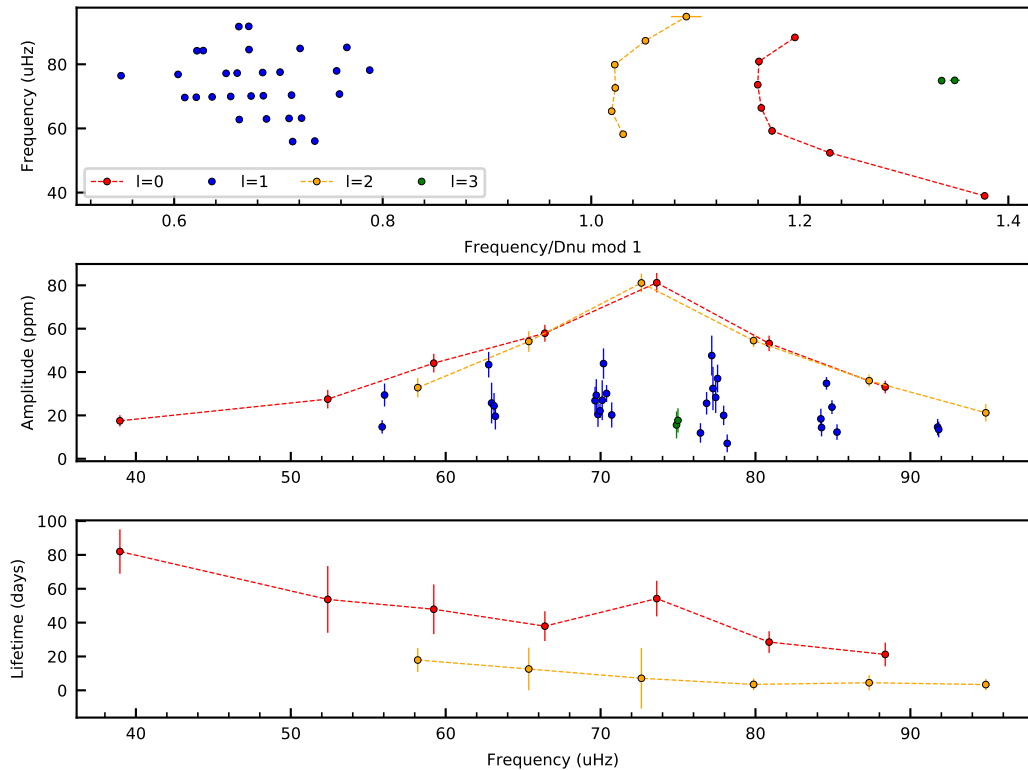 Frequency (uHz)
80
60
40
l=0 l=1 l=2 l=3
0.6 0.8 1.0 1.2 1.4
Frequency/Dnu mod 1
Amplitude (ppm)
80
60
40
20
0
40 50 60 70 80 90
Lifetime (days)
100
80
60
40
20
0
40 50 60 70 80 90
Frequency (uHz)